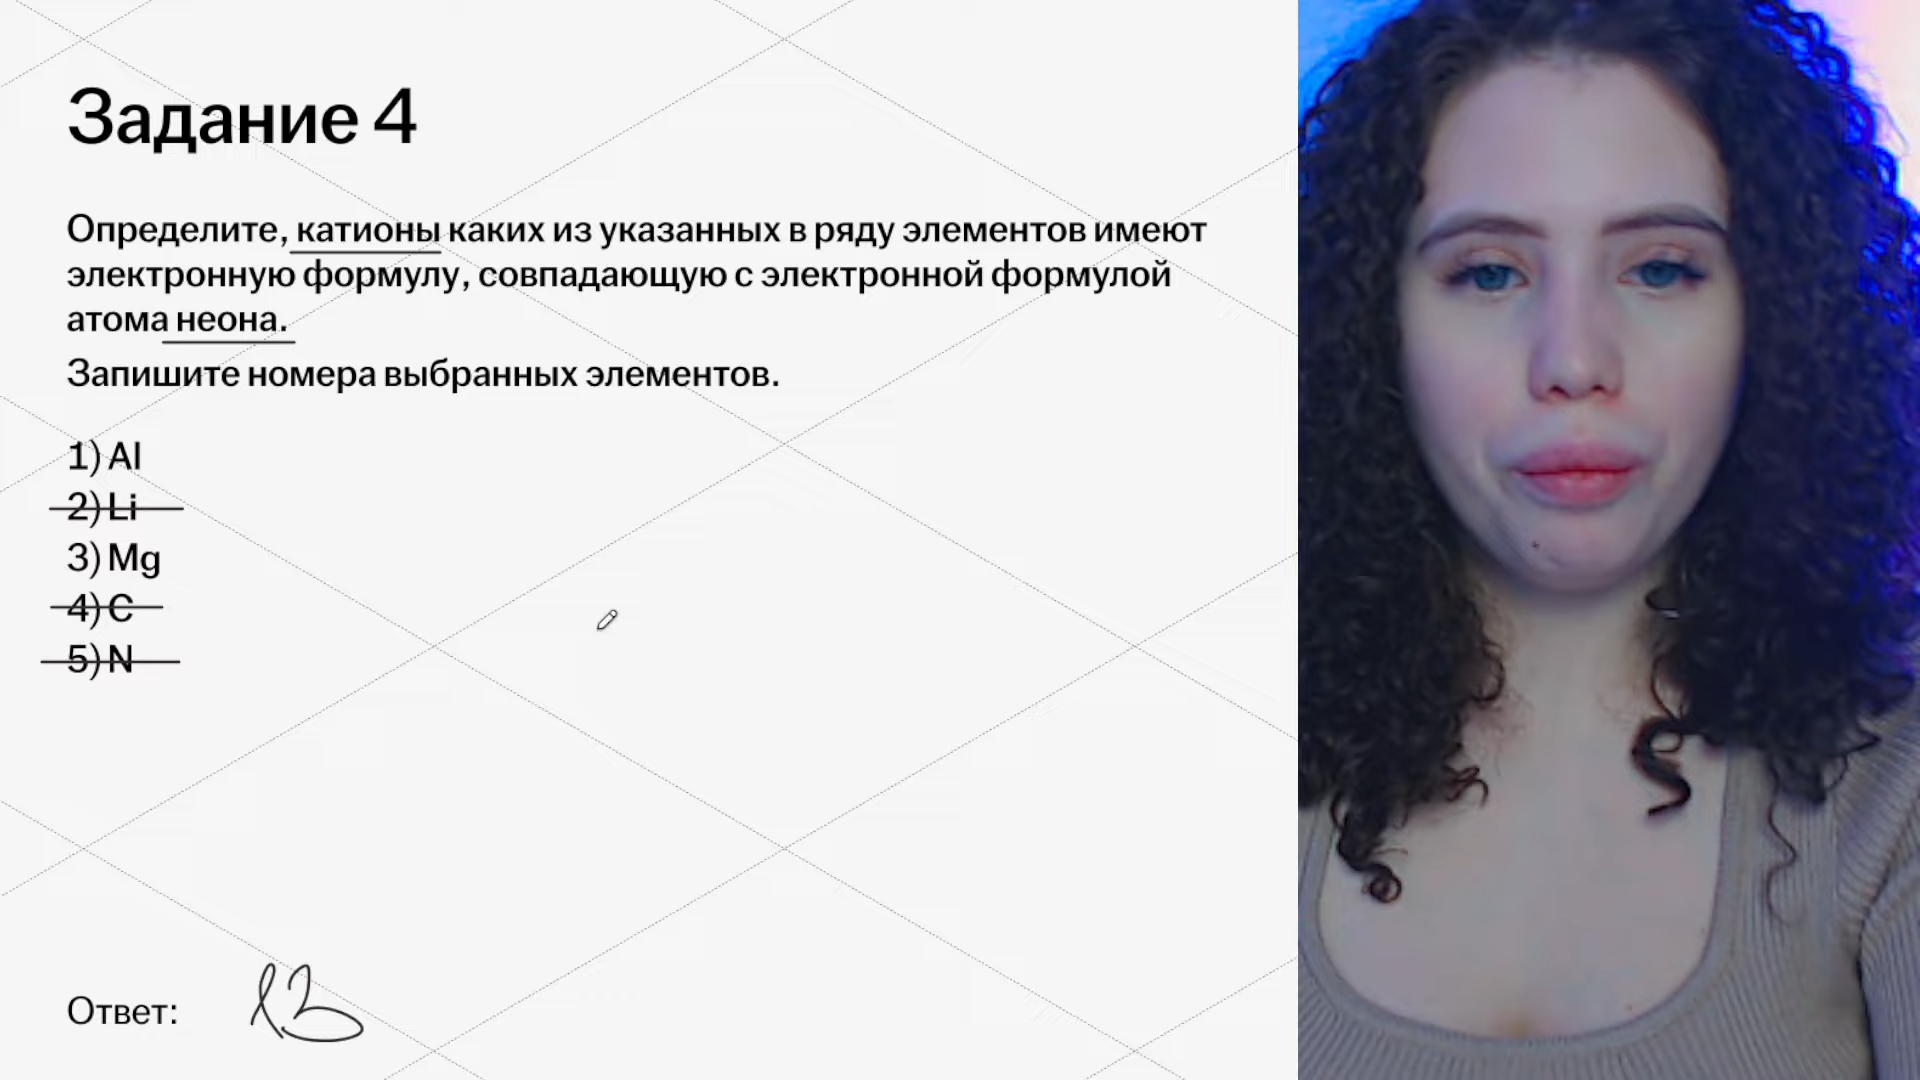 Задание 4
Определите, катионы каких из указанных в ряду элементов имеют
электронную формулу, совпадающую с электронной формулой
атома неона.
Запишите номера выбранных элементов.
1) Al
2) Li
3) Mg
4) C
5) N
Ответ: 13